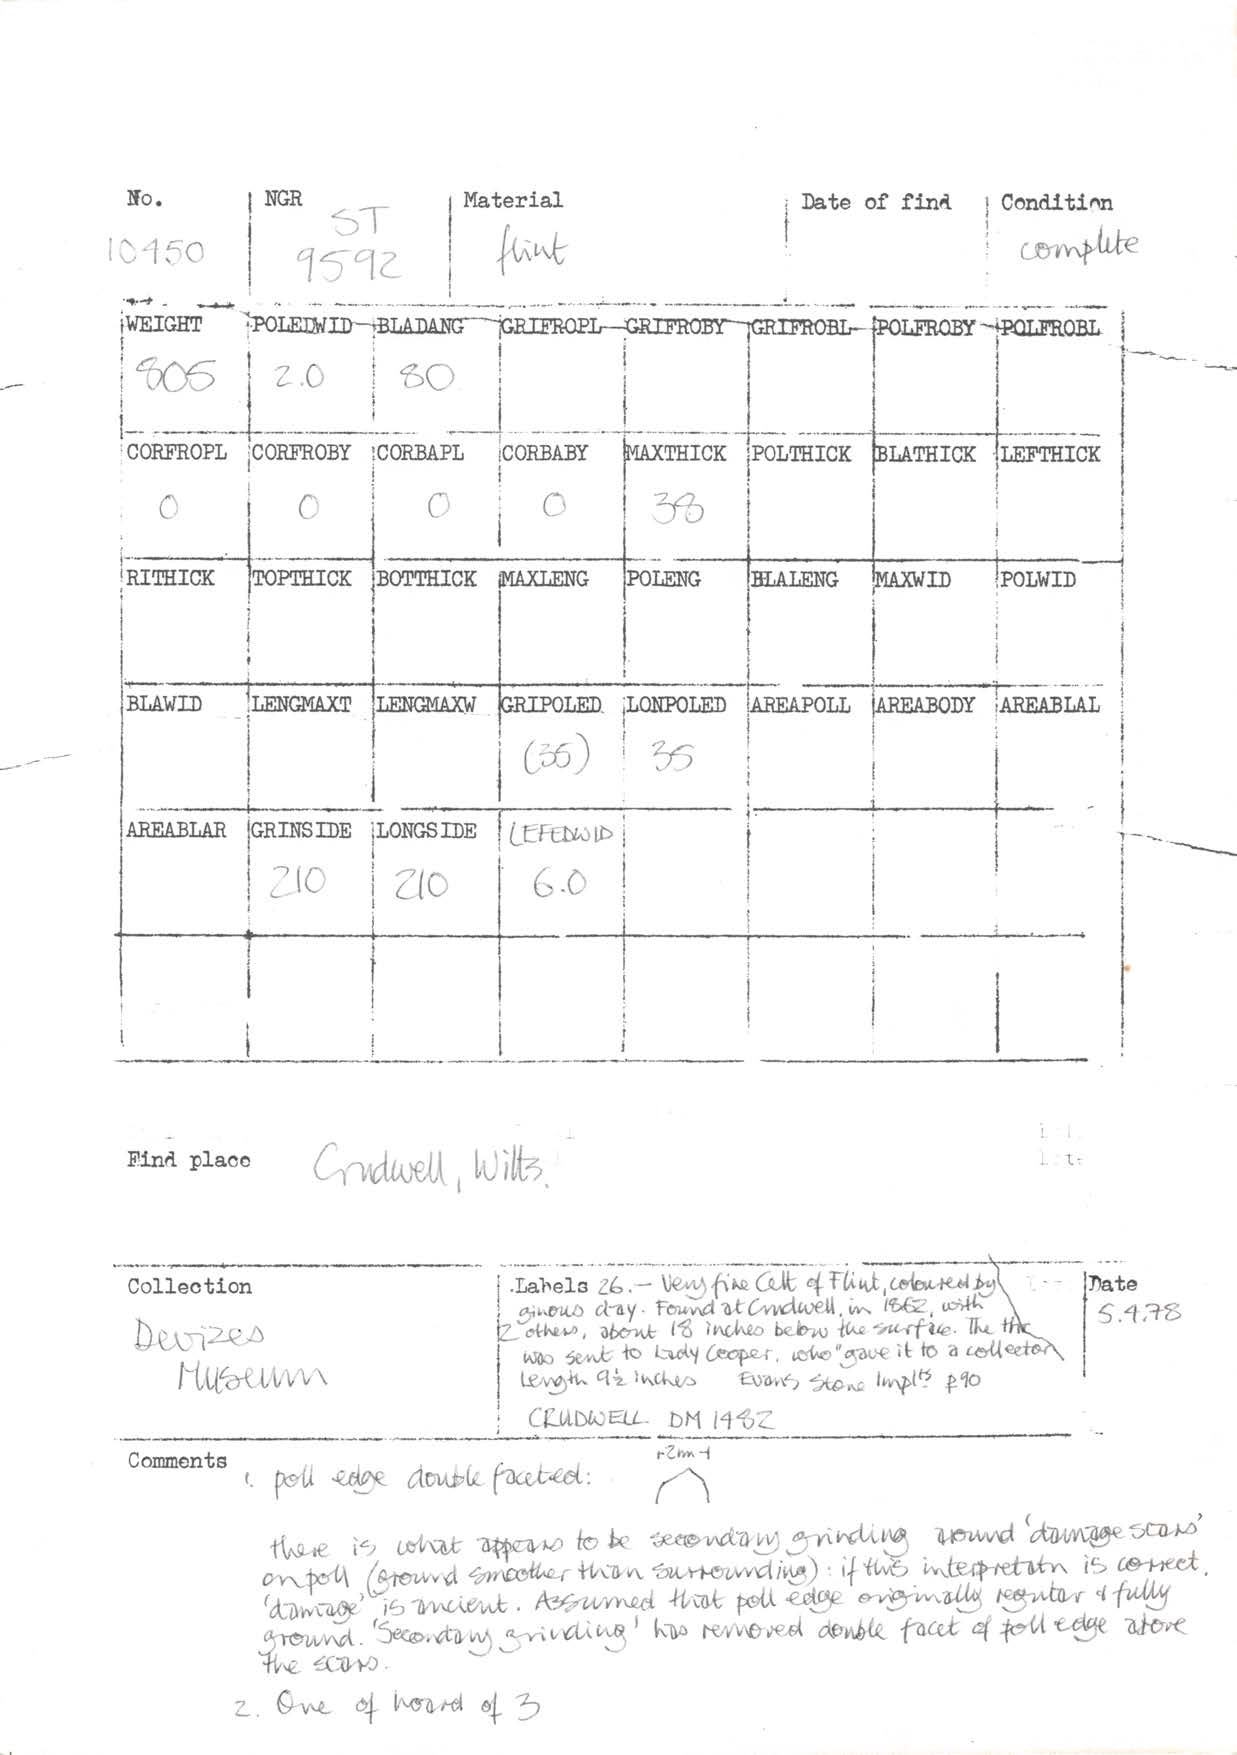 No. NGR Material Date of find Condition
10450 ST 9592 flint complete
WEIGHT POLEDWID BLADANG GRIFROPL GRIFROBY GRIFROBL POLFROBY POLFROBL
805 2.0 80
CORFROPL CORFROBY CORBAPL CORBABY MAXTHICK POLTHICK BLATHICK LEFTHICK
0 0 0 0 38
RITHICK TOPTHICK BOTTHICK MAXLENG POLENG BLALENG MAXWID POLWID
BLAWID LENGMAXT LENGMAXW GRIPOLED LONPOLED AREAPOLL AREABODY AREABLAL
(35) 35
AREABLAR GRINSIDE LONGSIDE LEFEDWID
210 210 6.0
Find place Crudwell, Wilts.
Collection
Devizes
Museum
Labels 26. — Very fine Celt of Flint, coloured by
ginous clay. Found at Crudwell, in 1862, with
2 others, about 18 inches below the surface. The
was sent to Lady Cooper, who "gave it to a collector
Length 9½ inches Evans Stone Implts p90
CRUDWELL DM 1482
Date
5.4.78
Comments
1. poll edge double faceted:
2mm
there is what appears to be secondary grinding around 'damage scars'
on poll (ground smoother than surrounding): if this interpretatn is correct,
'damage' is ancient. Assumed that poll edge originally regular & fully
ground. 'Secondary grinding' has removed double facet of poll edge above
the scars.
2. One of hoard of 3